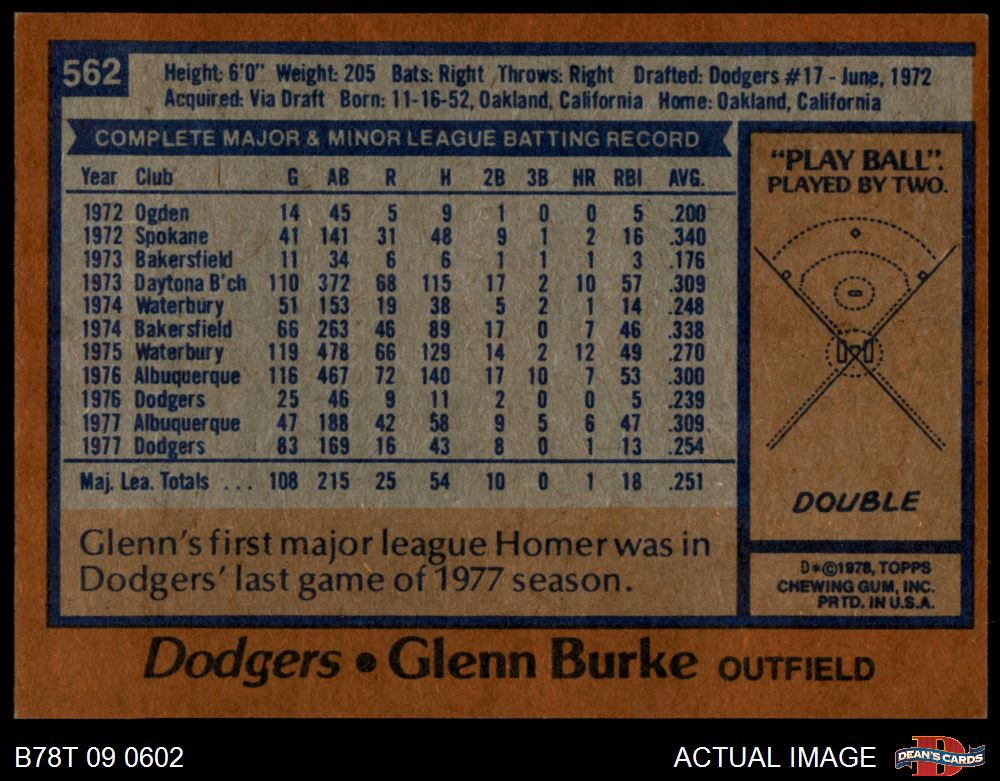 562
Height: 6'0" Weight: 205 Bats: Right Throws: Right Drafted: Dodgers #17 - June, 1972
Acquired: Via Draft Born: 11-16-52, Oakland, California Home: Oakland, California
COMPLETE MAJOR & MINOR LEAGUE BATTING RECORD
Year Club G AB R H 2B 3B HR RBI AVG.
1972 Ogden 14 45 5 9 1 0 0 5 .200
1972 Spokane 41 141 31 48 9 1 2 16 .340
1973 Bakersfield 11 34 6 6 1 1 1 3 .176
1973 Daytona B'ch 110 372 68 115 17 2 10 57 .309
1974 Waterbury 51 153 19 38 5 2 1 14 .248
1974 Bakersfield 66 263 46 89 17 0 7 46 .338
1975 Waterbury 119 478 66 129 14 2 12 49 .270
1976 Albuquerque 116 467 72 140 17 10 7 53 .300
1976 Dodgers 25 46 9 11 2 0 0 5 .239
1977 Albuquerque 47 188 42 58 9 5 6 47 .309
1977 Dodgers 83 169 16 43 8 0 1 13 .254
Maj. Lea. Totals ... 108 215 25 54 10 0 1 18 .251
Glenn's first major league Homer was in
Dodgers' last game of 1977 season.
"PLAY BALL".
PLAYED BY TWO.
DOUBLE
D*©1978, TOPPS
CHEWING GUM, INC.
PRTD. IN U.S.A.
Dodgers • Glenn Burke OUTFIELD
B78T 09 0602
ACTUAL IMAGE
D
DEAN'S CARDS